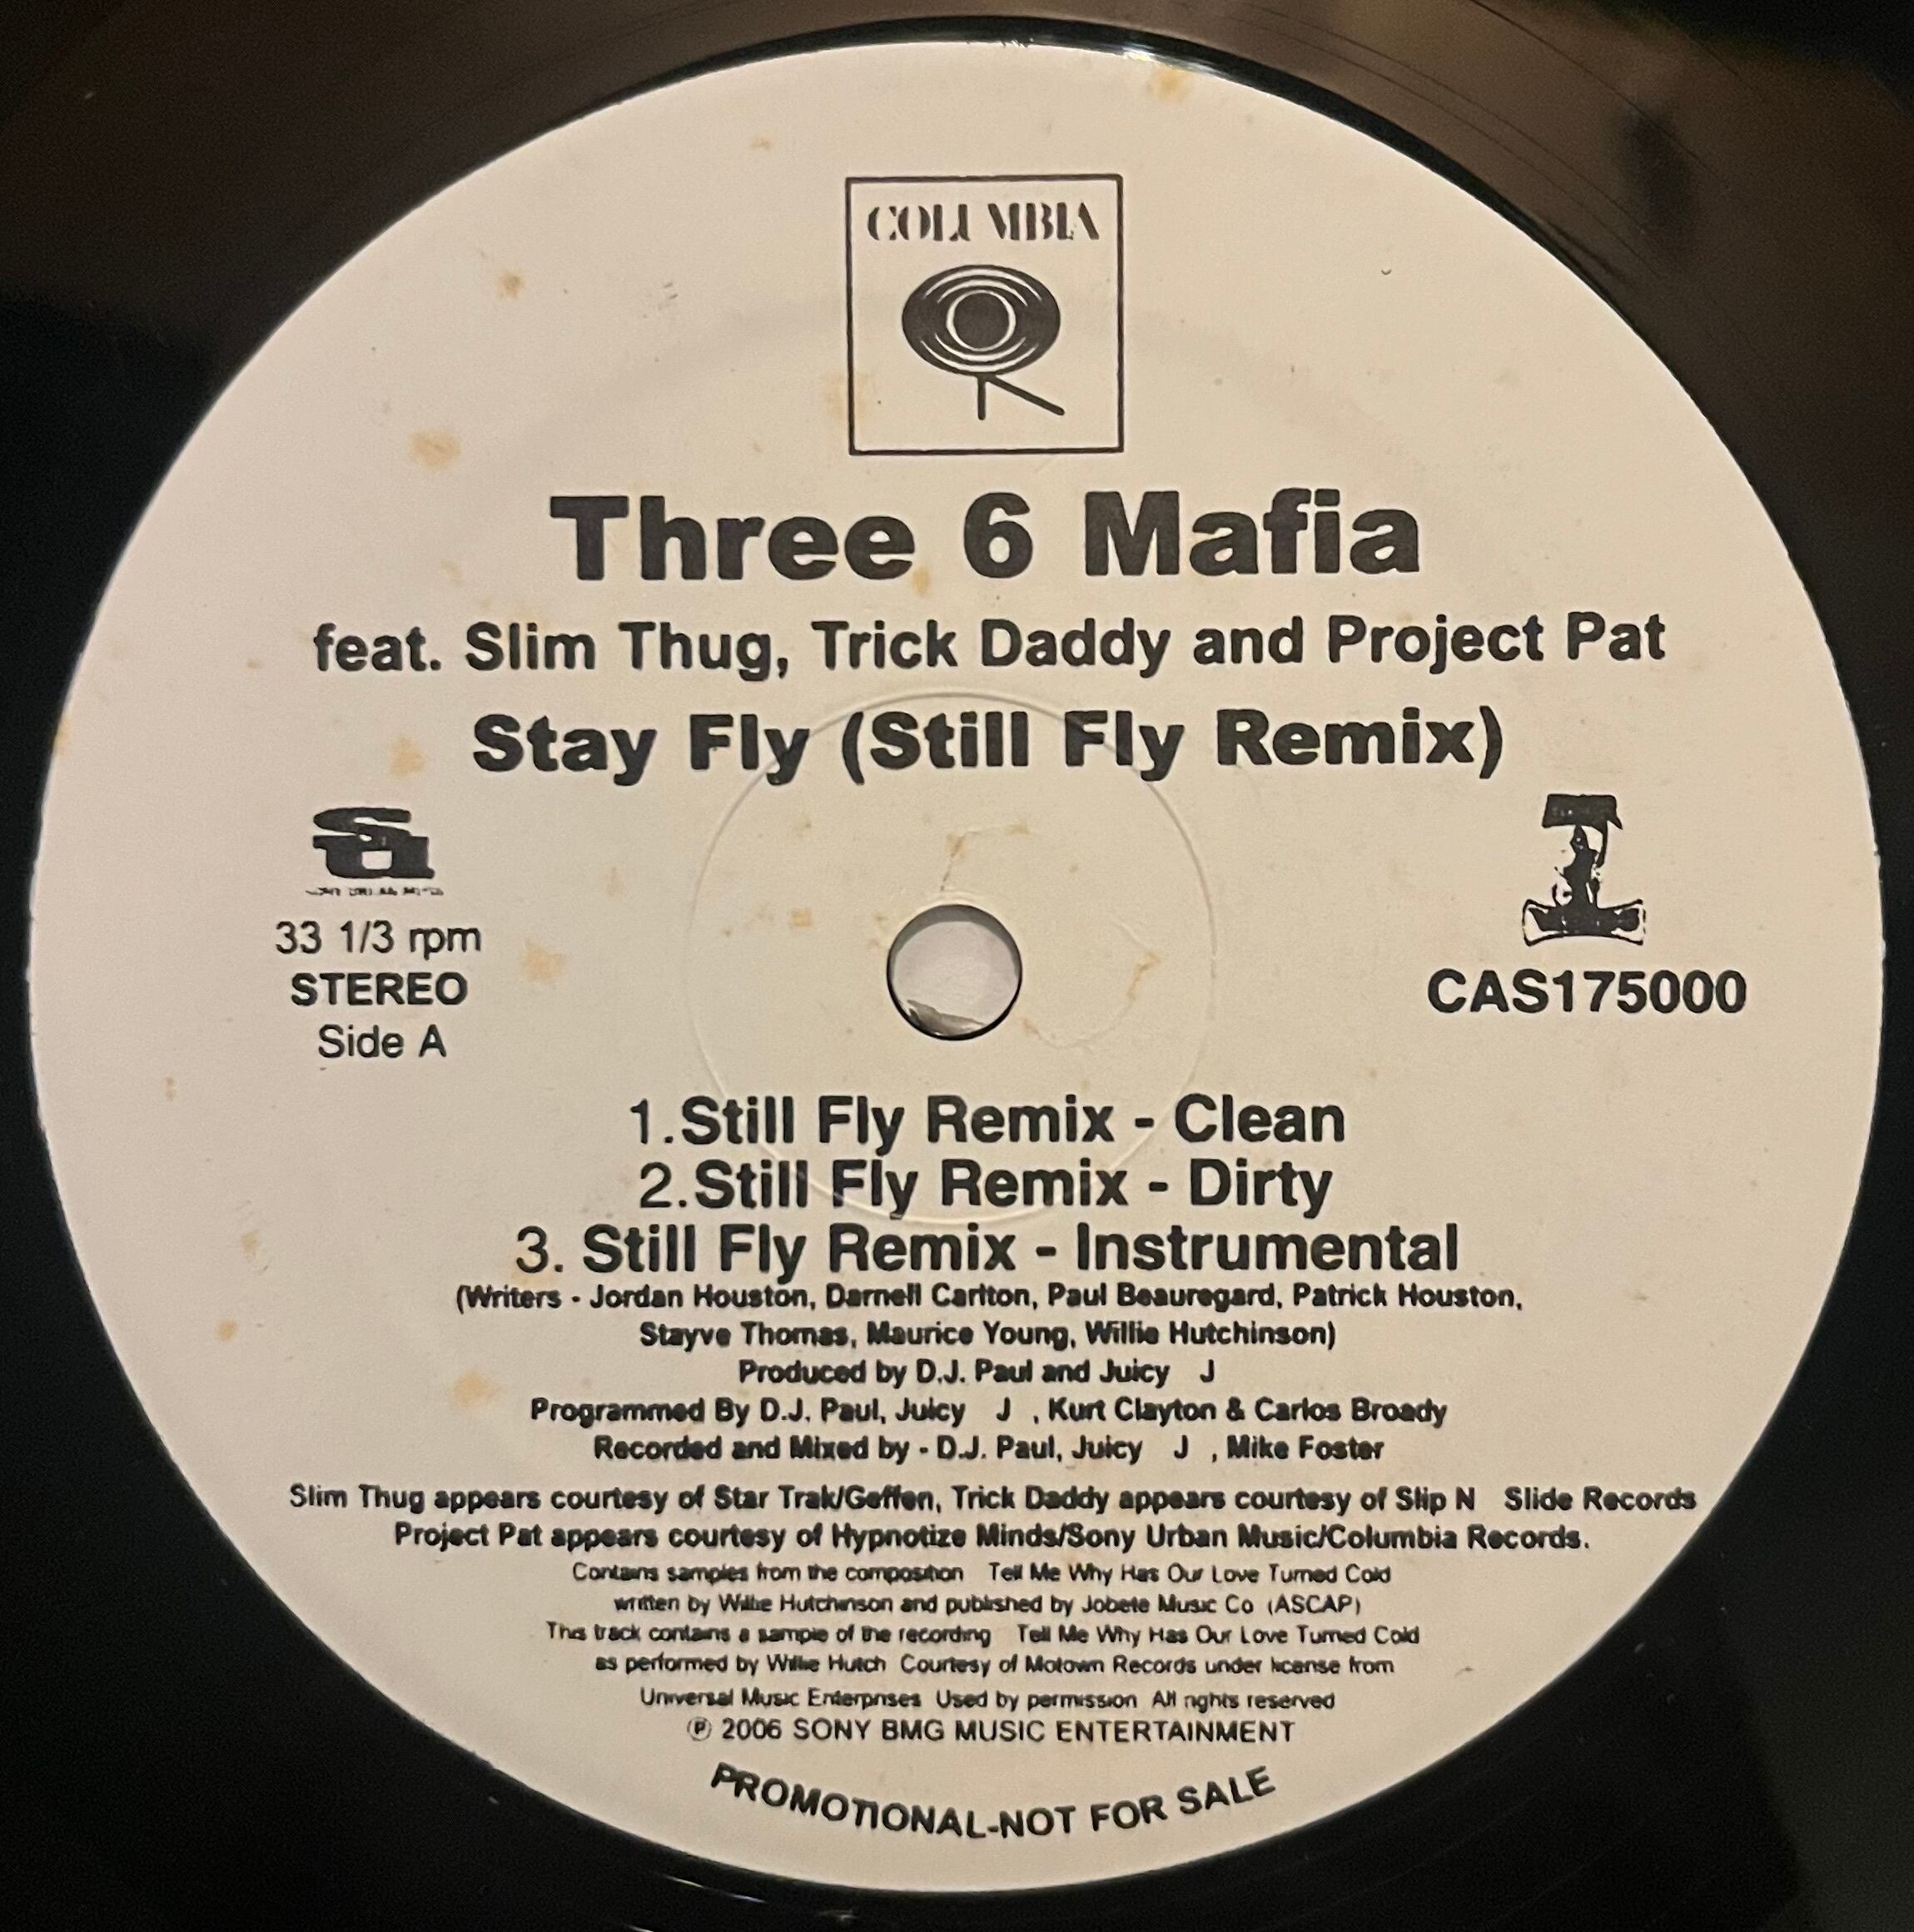 COLUMBIA
Three 6 Mafia
feat. Slim Thug, Trick Daddy and Project Pat
Stay Fly (Still Fly Remix)
33 1/3 rpm
STEREO
Side A
CAS175000
1.Still Fly Remix - Clean
2.Still Fly Remix - Dirty
3. Still Fly Remix - Instrumental
(Writers - Jordan Houston, Darnell Carlton, Paul Beauregard, Patrick Houston,
Stayve Thomas, Maurice Young, Willie Hutchinson)
Produced by D.J. Paul and Juicy J
Programmed By D.J. Paul, Juicy J , Kurt Clayton & Carlos Broady
Recorded and Mixed by - D.J. Paul, Juicy J , Mike Foster
Slim Thug appears courtesy of Star Trak/Geffen, Trick Daddy appears courtesy of Slip N Slide Records
Project Pat appears courtesy of Hypnotize Minds/Sony Urban Music/Columbia Records.
Contains samples from the composition Tell Me Why Has Our Love Turned Cold
written by Willie Hutchinson and published by Jobete Music Co (ASCAP)
This track contains a sample of the recording Tell Me Why Has Our Love Turned Cold
as performed by Willie Hutch Courtesy of Motown Records under license from
Universal Music Enterprises Used by permission All rights reserved
℗ 2006 SONY BMG MUSIC ENTERTAINMENT
PROMOTIONAL-NOT FOR SALE